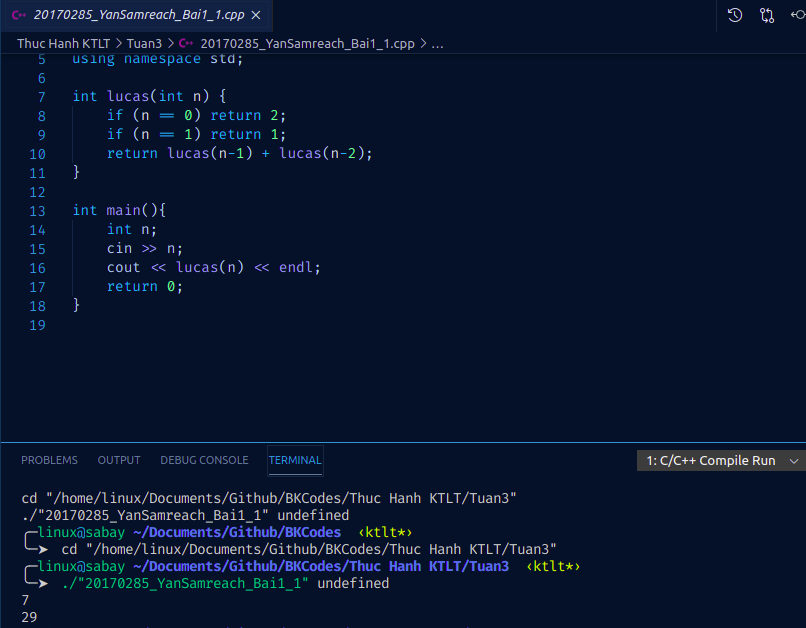 C++ 20170285_YanSamreach_Bai1_1.cpp ×
Thuc Hanh KTLT > Tuan3 > C++ 20170285_YanSamreach_Bai1_1.cpp > ...
5 using namespace std;
6
7 int lucas(int n) {
8 if (n == 0) return 2;
9 if (n == 1) return 1;
10 return lucas(n-1) + lucas(n-2);
11 }
12
13 int main(){
14 int n;
15 cin >> n;
16 cout << lucas(n) << endl;
17 return 0;
18 }
19
PROBLEMS OUTPUT DEBUG CONSOLE TERMINAL 1: C/C++ Compile Run
cd "/home/linux/Documents/Github/BKCodes/Thuc Hanh KTLT/Tuan3"
./"20170285_YanSamreach_Bai1_1" undefined
╭─linux@sabay ~/Documents/Github/BKCodes ‹ktlt*›
╰─➤ cd "/home/linux/Documents/Github/BKCodes/Thuc Hanh KTLT/Tuan3"
╭─linux@sabay ~/Documents/Github/BKCodes/Thuc Hanh KTLT/Tuan3 ‹ktlt*›
╰─➤ ./"20170285_YanSamreach_Bai1_1" undefined
7
29